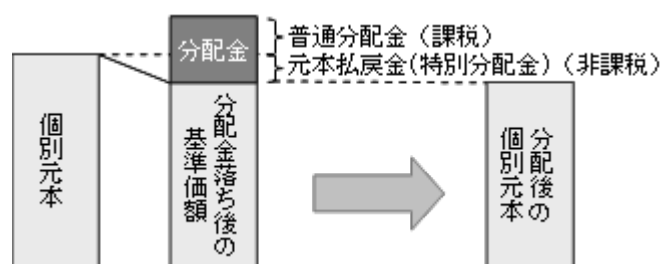 分配金
普通分配金（課税）
元本払戻金(特別分配金)（非課税）
個別元本
分配金落ち後の
基準価額
分配後の
個別元本